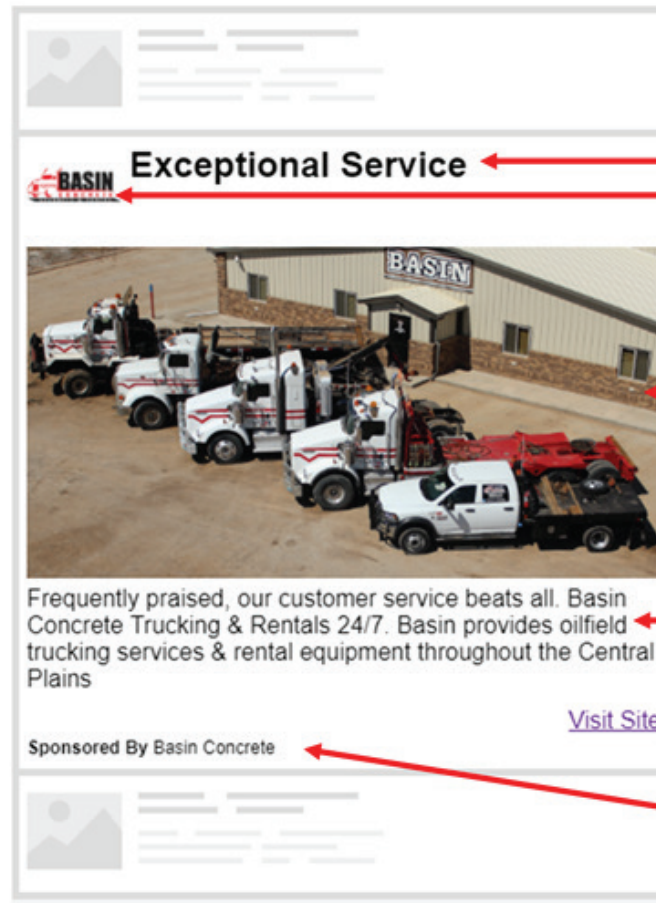 Exceptional Service
BASIN
CONCRETE
BASIN
Frequently praised, our customer service beats all. Basin
Concrete Trucking & Rentals 24/7. Basin provides oilfield
trucking services & rental equipment throughout the Central
Plains
Visit Site
Sponsored By Basin Concrete